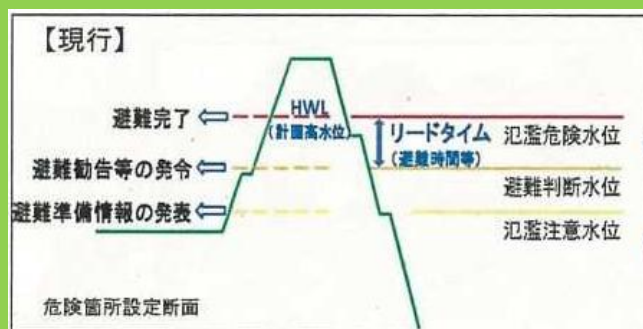 【現行】
避難完了
HWL
(計画高水位)
リードタイム
(避難時間等)
氾濫危険水位
避難勧告等の発令
避難判断水位
避難準備情報の発表
氾濫注意水位
危険箇所設定断面